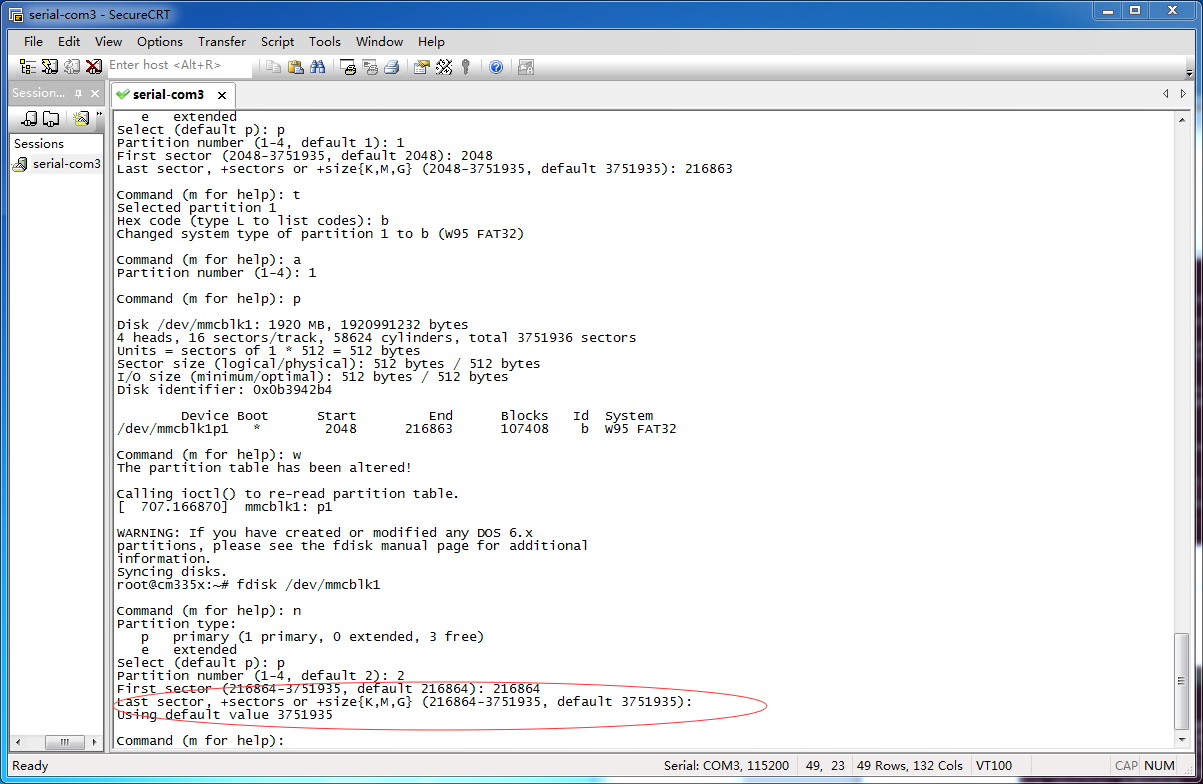 serial-com3 - SecureCRT
File Edit View Options Transfer Script Tools Window Help
Enter host <Alt+R>
Session...
serial-com3
Sessions
serial-com3
e extended
Select (default p): p
Partition number (1-4, default 1): 1
First sector (2048-3751935, default 2048): 2048
Last sector, +sectors or +size{K,M,G} (2048-3751935, default 3751935): 216863
Command (m for help): t
Selected partition 1
Hex code (type L to list codes): b
Changed system type of partition 1 to b (W95 FAT32)
Command (m for help): a
Partition number (1-4): 1
Command (m for help): p
Disk /dev/mmcblk1: 1920 MB, 1920991232 bytes
4 heads, 16 sectors/track, 58624 cylinders, total 3751936 sectors
Units = sectors of 1 * 512 = 512 bytes
Sector size (logical/physical): 512 bytes / 512 bytes
I/O size (minimum/optimal): 512 bytes / 512 bytes
Disk identifier: 0x0b3942b4
Device Boot Start End Blocks Id System
/dev/mmcblk1p1 * 2048 216863 107408 b W95 FAT32
Command (m for help): w
The partition table has been altered!
Calling ioctl() to re-read partition table.
[ 707.166870] mmcblk1: p1
WARNING: If you have created or modified any DOS 6.x
partitions, please see the fdisk manual page for additional
information.
Syncing disks.
root@cm335x:~# fdisk /dev/mmcblk1
Command (m for help): n
Partition type:
p primary (1 primary, 0 extended, 3 free)
e extended
Select (default p): p
Partition number (1-4, default 2): 2
First sector (216864-3751935, default 216864): 216864
Last sector, +sectors or +size{K,M,G} (216864-3751935, default 3751935):
Using default value 3751935
Command (m for help):
Ready Serial: COM3, 115200 49, 23 49 Rows, 132 Cols VT100 CAP NUM